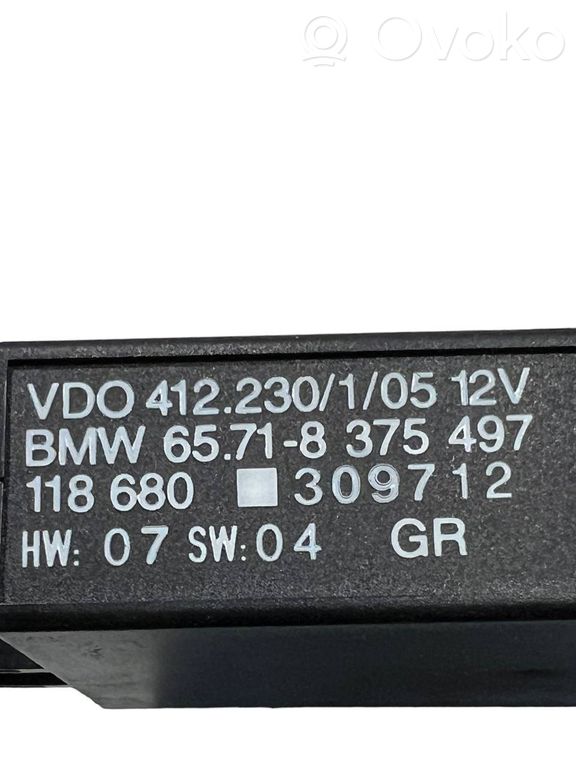 Ovoko
VDO 412.230/1/05 12V
BMW 65.71-8 375 497
118 680 309712
HW: 07 SW: 04 GR